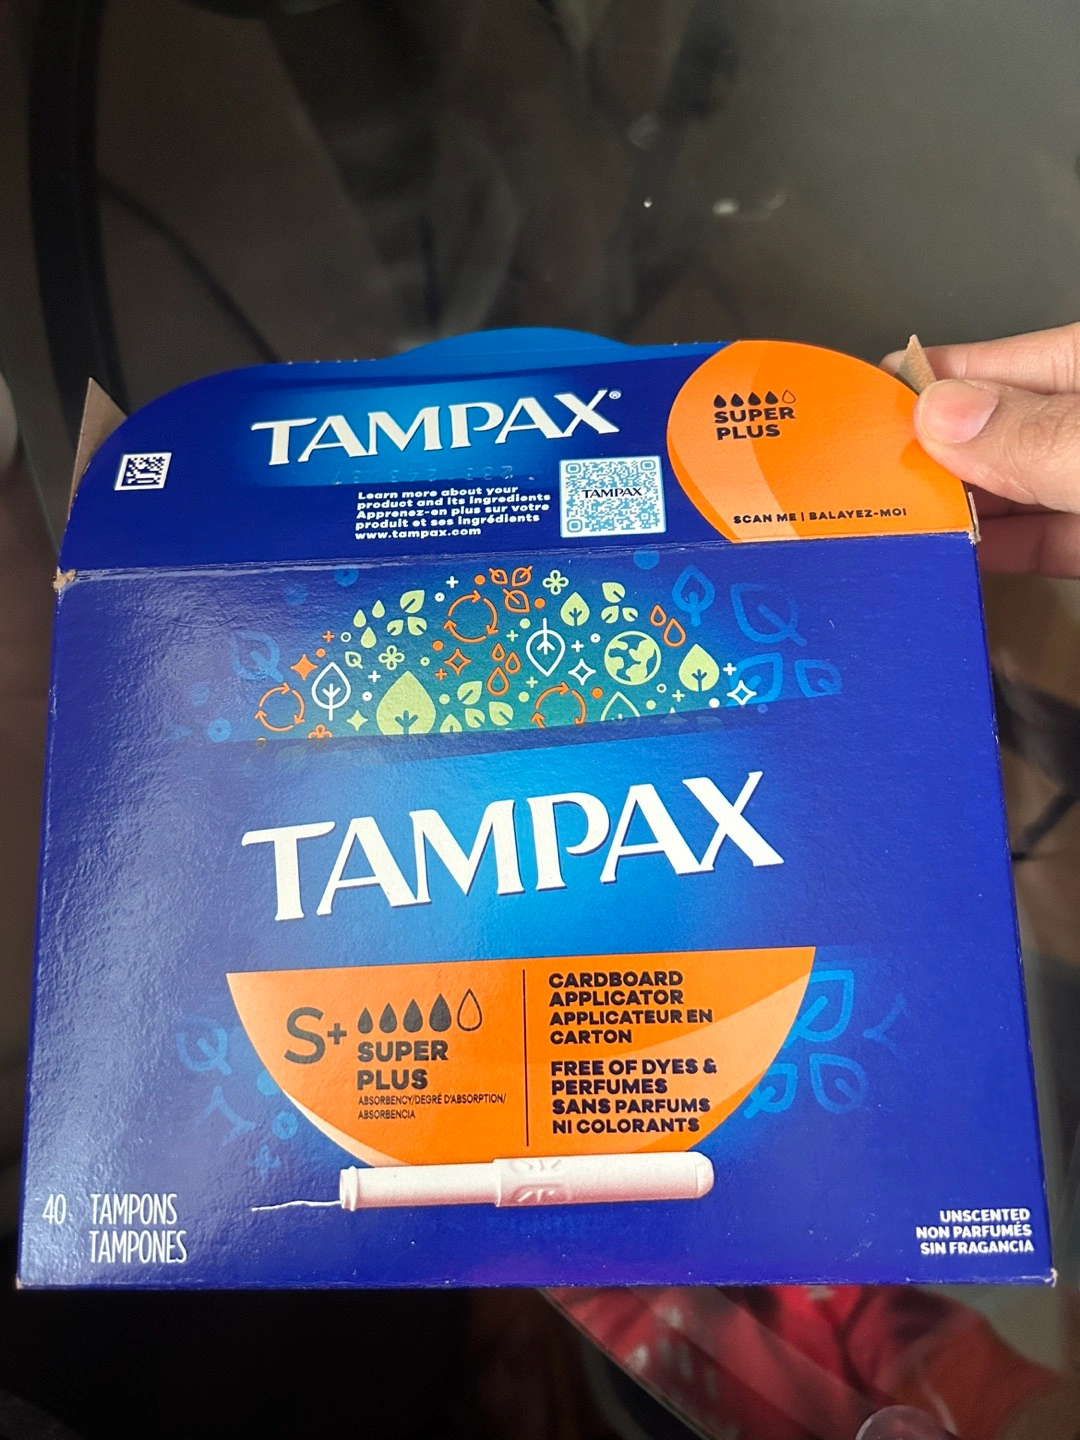 TAMPAX®
SUPER
PLUS
Learn more about your
product and its ingredients
Apprenez-en plus sur votre
produit et ses ingrédients
www.tampax.com
TAMPAX
SCAN ME | BALAYEZ-MOI
TAMPAX
S+
SUPER
PLUS
ABSORBENCY/DEGRÉ D'ABSORPTION/
ABSORBENCIA
CARDBOARD
APPLICATOR
APPLICATEUR EN
CARTON
FREE OF DYES &
PERFUMES
SANS PARFUMS
NI COLORANTS
40 TAMPONS
TAMPONES
UNSCENTED
NON PARFUMÉS
SIN FRAGANCIA